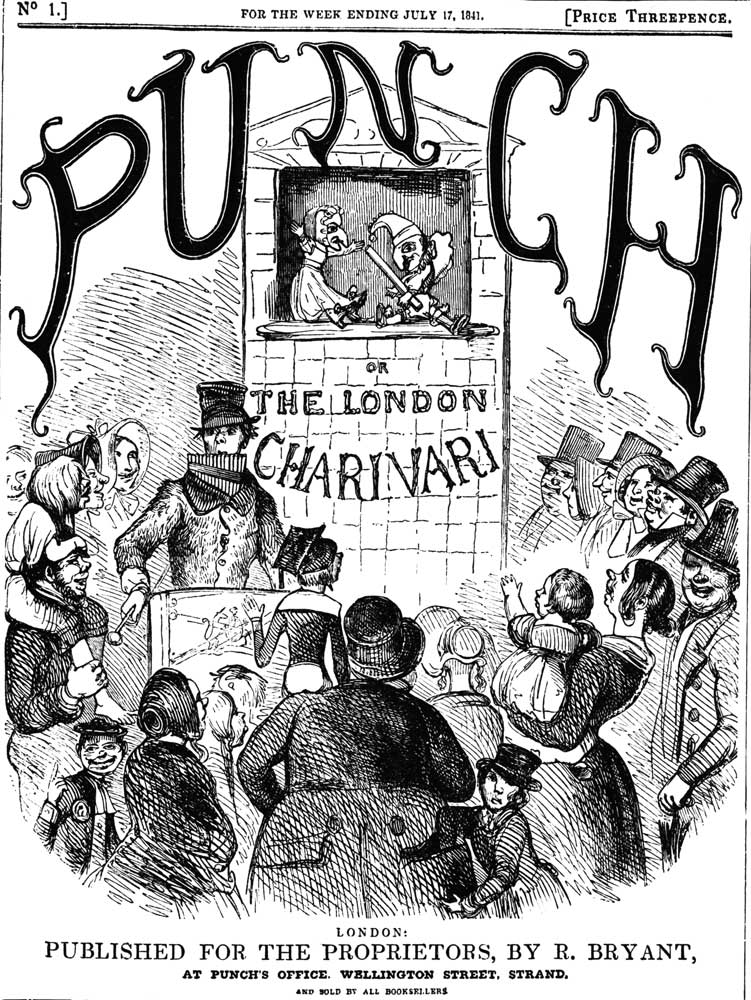 Nº 1.] FOR THE WEEK ENDING JULY 17, 1841. [PRICE THREEPENCE.
PUNCH
OR
THE LONDON
CHARIVARI
LONDON:
PUBLISHED FOR THE PROPRIETORS, BY R. BRYANT,
AT PUNCH'S OFFICE. WELLINGTON STREET, STRAND.
AND SOLD BY ALL BOOKSELLERS